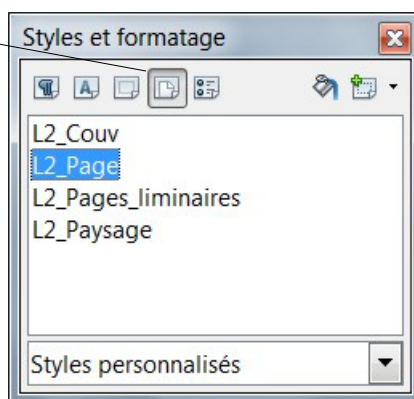 Styles et formatage
L2_Couv
L2_Page
L2_Pages_liminaires
L2_Paysage
Styles personnalisés